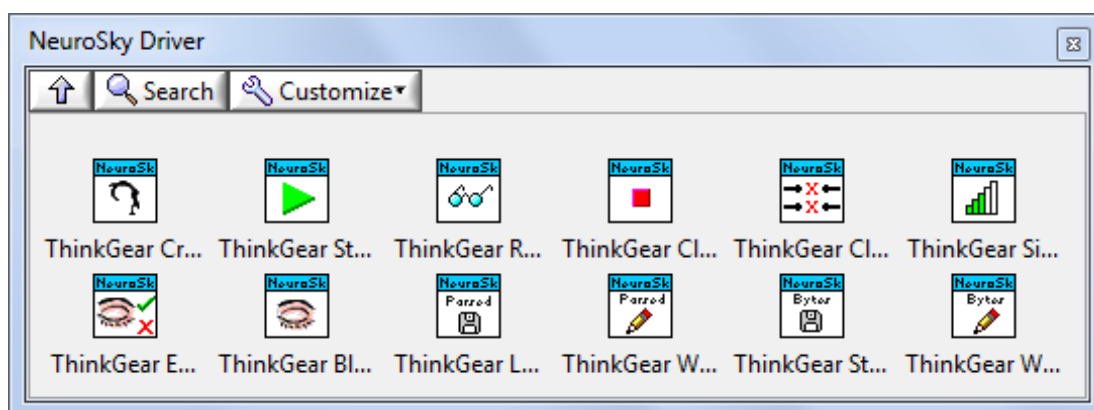 NeuroSky Driver
Search Customize
NeuroSk NeuroSk NeuroSk NeuroSk NeuroSk NeuroSk
ThinkGear Cr... ThinkGear St... ThinkGear R... ThinkGear Cl... ThinkGear Cl... ThinkGear Si...
NeuroSk NeuroSk NeuroSk NeuroSk NeuroSk NeuroSk
Parsed Parsed Bytes Bytes
ThinkGear E... ThinkGear Bl... ThinkGear L... ThinkGear W... ThinkGear St... ThinkGear W...